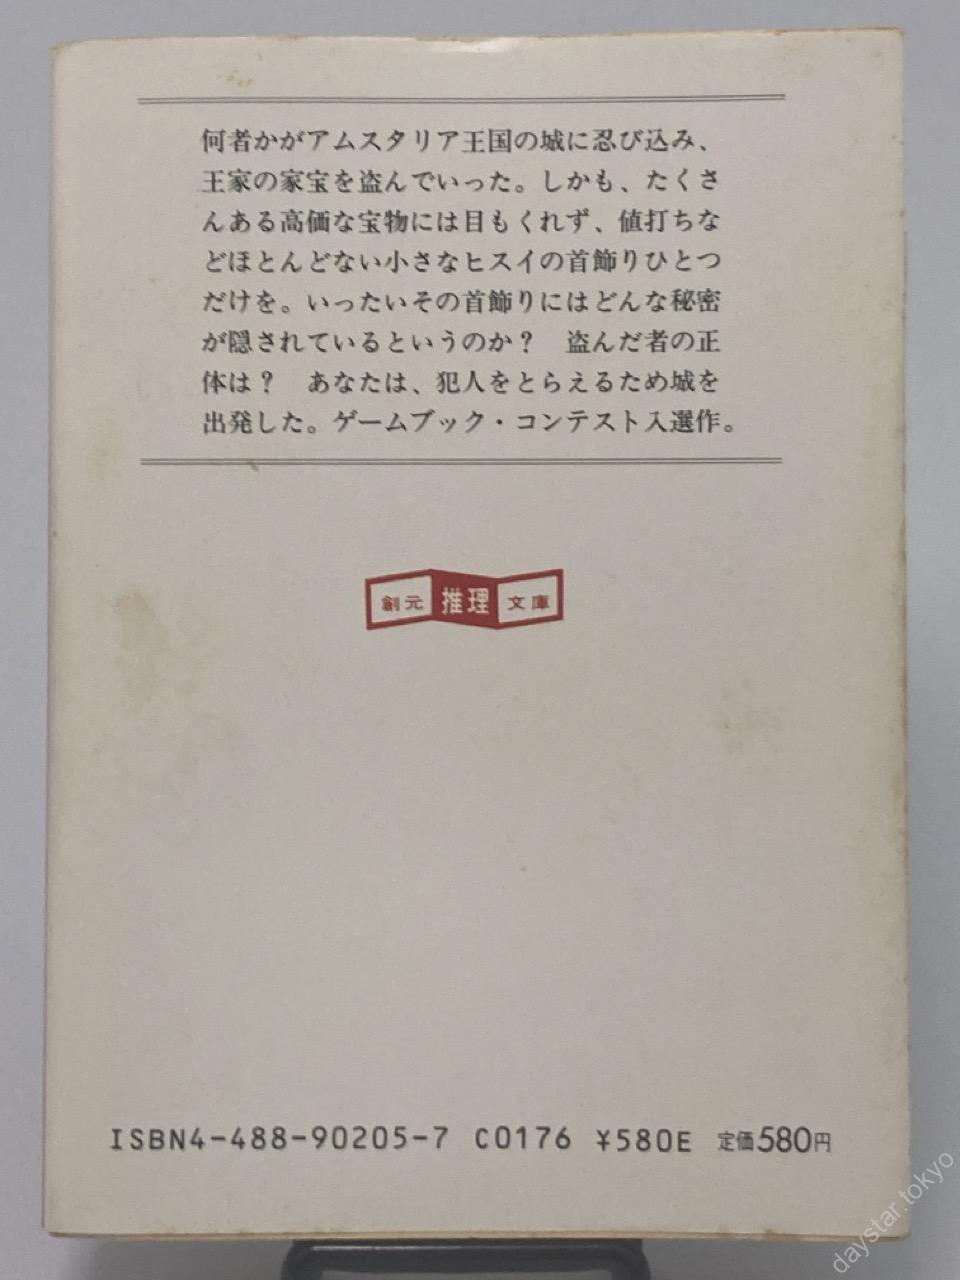 何者かがアムスタリア王国の城に忍び込み、
王家の家宝を盗んでいった。しかも、たくさ
んある高価な宝物には目もくれず、値打ちな
どほとんどない小さなヒスイの首飾りひとつ
だけを。いったいその首飾りにはどんな秘密
が隠されているというのか？　盗んだ者の正
体は？　あなたは、犯人をとらえるため城を
出発した。ゲームブック・コンテスト入選作。
創元 推理 文庫
ISBN4-488-90205-7 C0176 ¥580E 定価580円
daystar.tokyo